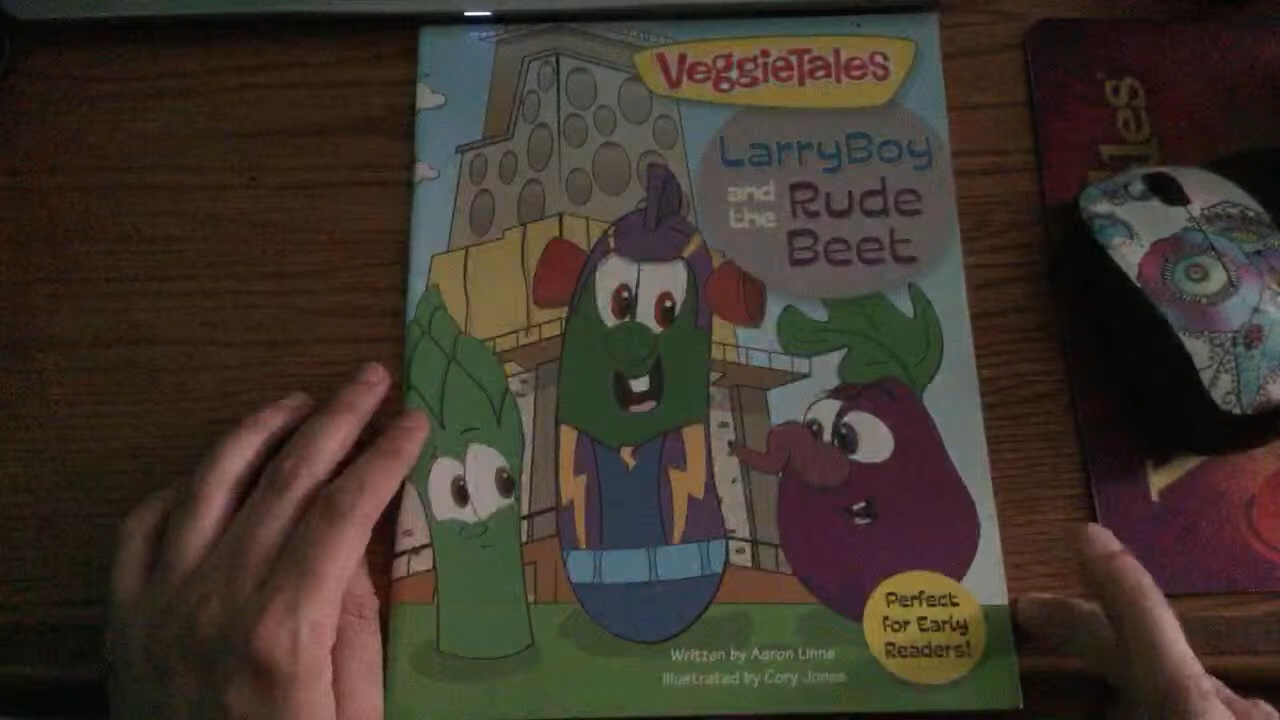 VeggieTales
LarryBoy
and the Rude
Beet
Perfect
for Early
Readers!
Written by Aaron Linne
Illustrated by Cory Jones